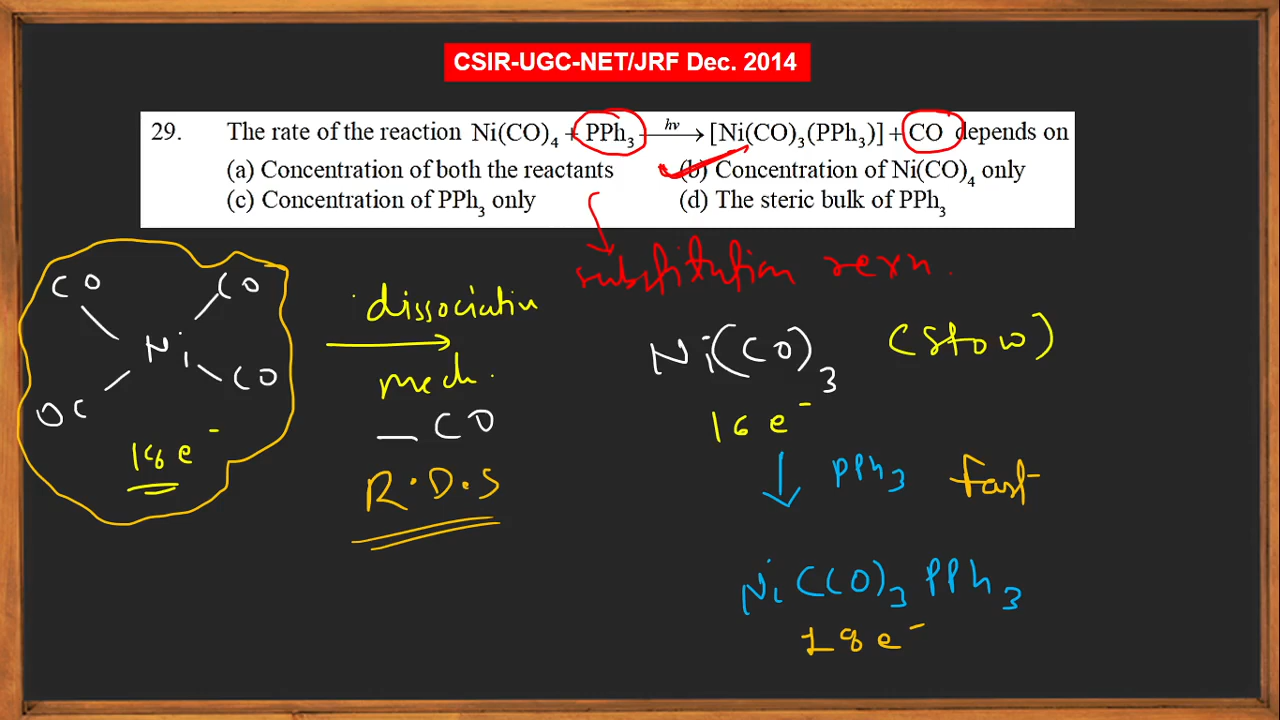 CSIR-UGC-NET/JRF Dec. 2014
29. The rate of the reaction Ni(CO)₄ + PPh₃ —hν→ [Ni(CO)₃(PPh₃)] + CO depends on
(a) Concentration of both the reactants (b) Concentration of Ni(CO)₄ only
(c) Concentration of PPh₃ only (d) The steric bulk of PPh₃
substitution rexn.
CO CO
Ni
OC CO
18 e⁻
dissociative
mech.
– CO
R.D.S
Ni(CO)₃ (slow)
16 e⁻
PPh₃ Fast
Ni(CO)₃PPh₃
18 e⁻